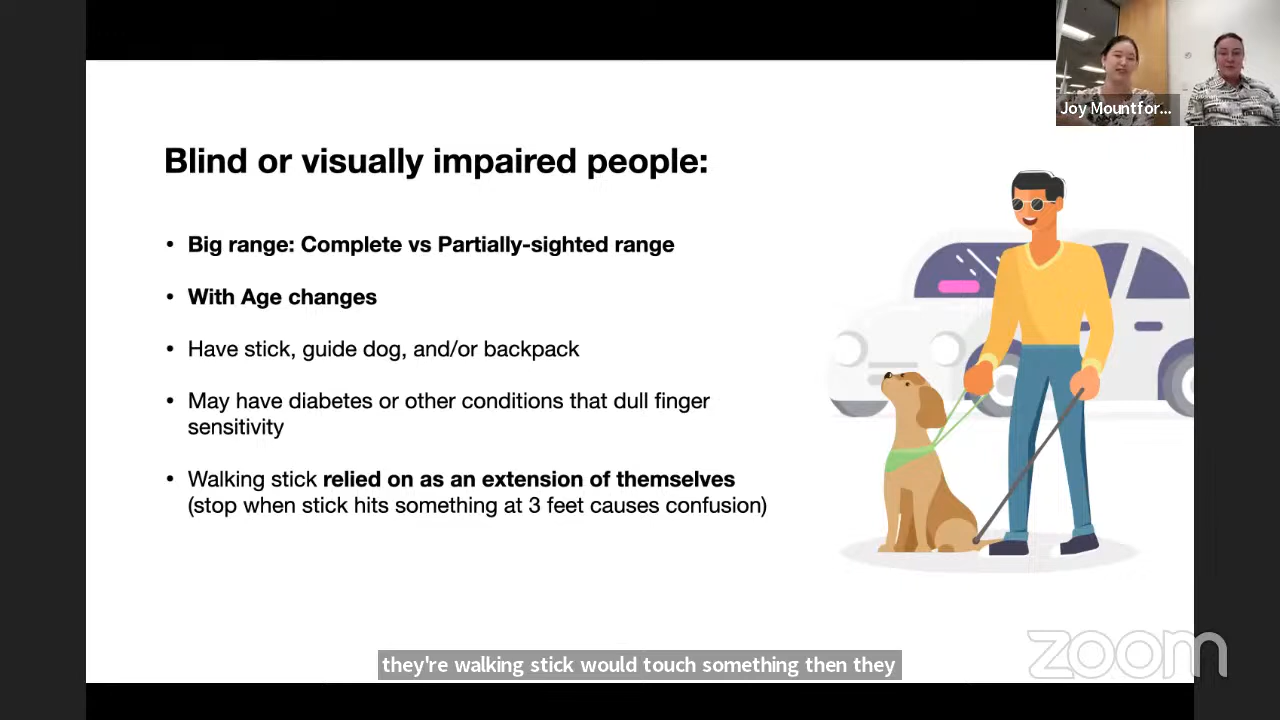 Joy Mountfor...
Blind or visually impaired people:
• Big range: Complete vs Partially-sighted range
• With Age changes
• Have stick, guide dog, and/or backpack
• May have diabetes or other conditions that dull finger
sensitivity
• Walking stick relied on as an extension of themselves
(stop when stick hits something at 3 feet causes confusion)
they're walking stick would touch something then they
zoom